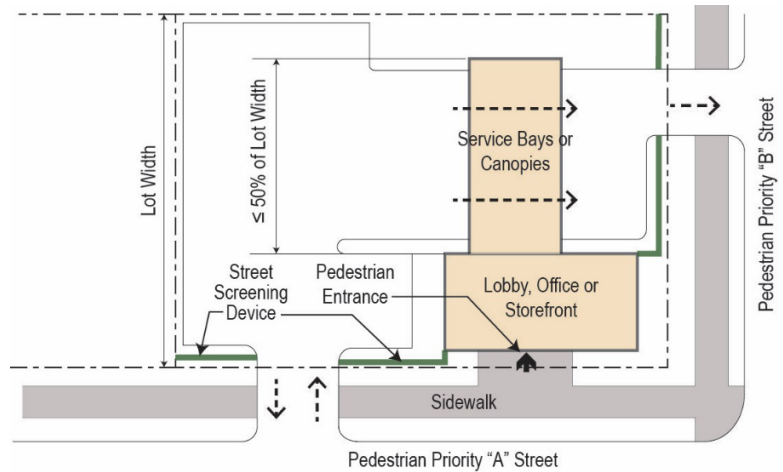 Lot Width
≤ 50% of Lot Width
Service Bays or
Canopies
Pedestrian Priority "B" Street
Street
Screening
Device
Pedestrian
Entrance
Lobby, Office or
Storefront
Sidewalk
Pedestrian Priority "A" Street